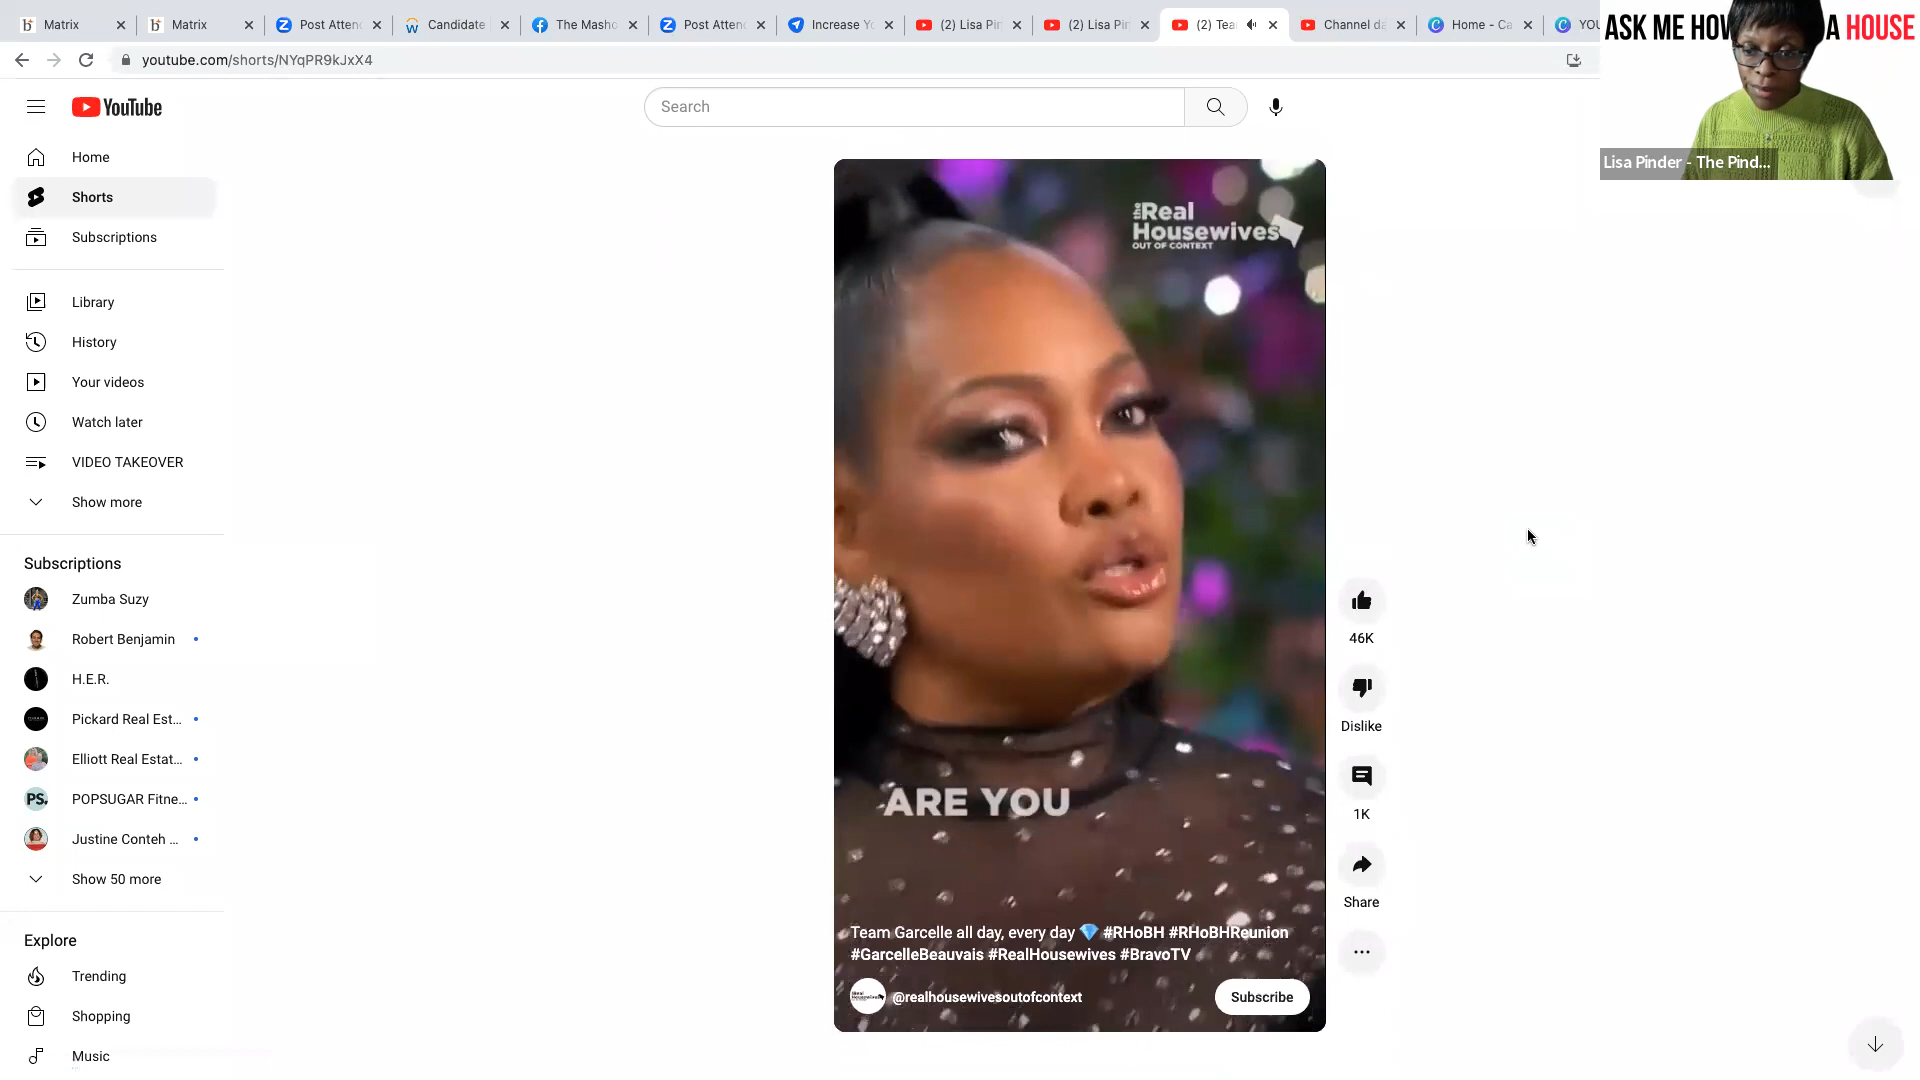 Matrix
Matrix
Post Atten
Candidate
The Masho
Post Atten
Increase Yo
(2) Lisa Pin
(2) Lisa Pin
(2) Tea
Channel da
Home - Ca
YOU
ASK ME HOW A HOUSE
youtube.com/shorts/NYqPR9kJxX4
YouTube
Search
Lisa Pinder - The Pind...
Home
Shorts
Subscriptions
Library
History
Your videos
Watch later
VIDEO TAKEOVER
Show more
Subscriptions
Zumba Suzy
Robert Benjamin
H.E.R.
Pickard Real Est...
Elliott Real Estat...
PS.
POPSUGAR Fitne...
Justine Conteh ...
Show 50 more
Explore
Trending
Shopping
Music
the Real
Housewives
OUT OF CONTEXT
ARE YOU
Team Garcelle all day, every day 💎 #RHoBH #RHoBHReunion
#GarcelleBeauvais #RealHousewives #BravoTV
@realhousewivesoutofcontext
Subscribe
46K
Dislike
1K
Share